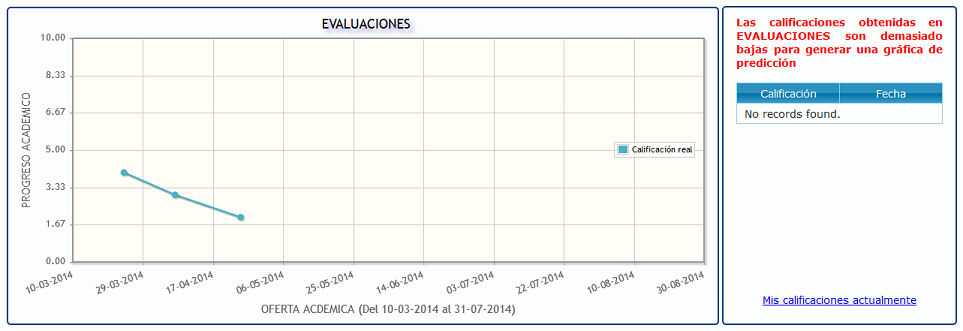 EVALUACIONES
10.00
8.33
6.67
5.00
3.33
1.67
0.00
PROGRESO ACADEMICO
Calificación real
10-03-2014
29-03-2014
17-04-2014
06-05-2014
25-05-2014
14-06-2014
03-07-2014
22-07-2014
10-08-2014
30-08-2014
OFERTA ACDEMICA (Del 10-03-2014 al 31-07-2014)
Las calificaciones obtenidas en
EVALUACIONES son demasiado
bajas para generar una gráfica de
predicción
Calificación Fecha
No records found.
Mis calificaciones actualmente